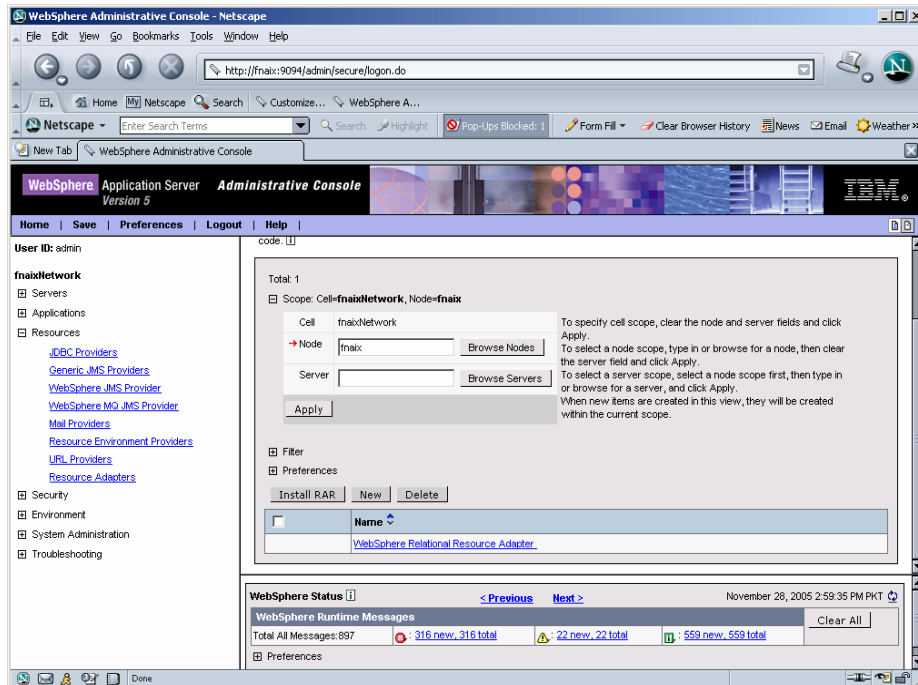 WebSphere Administrative Console - Netscape
File Edit View Go Bookmarks Tools Window Help
http://fnaix:9094/admin/secure/logon.do
Home My Netscape Search Customize... WebSphere A...
Netscape Enter Search Terms Search Highlight Pop-Ups Blocked: 1 Form Fill Clear Browser History News Email Weather
New Tab WebSphere Administrative Console
WebSphere Application Server Administrative Console
Version 5
IBM
Home | Save | Preferences | Logout | Help |
User ID: admin
fnaixNetwork
Servers
Applications
Resources
JDBC Providers
Generic JMS Providers
WebSphere JMS Provider
WebSphere MQ JMS Provider
Mail Providers
Resource Environment Providers
URL Providers
Resource Adapters
Security
Environment
System Administration
Troubleshooting
code.
Total: 1
Scope: Cell=fnaixNetwork, Node=fnaix
Cell fnaixNetwork
Node fnaix Browse Nodes
Server Browse Servers
Apply
To specify cell scope, clear the node and server fields and click
Apply.
To select a node scope, type in or browse for a node, then clear
the server field and click Apply.
To select a server scope, select a node scope first, then type in
or browse for a server, and click Apply.
When new items are created in this view, they will be created
within the current scope.
Filter
Preferences
Install RAR New Delete
Name
WebSphere Relational Resource Adapter
WebSphere Status < Previous Next > November 28, 2005 2:59:35 PM PKT
WebSphere Runtime Messages Clear All
Total All Messages:897 : 316 new, 316 total : 22 new, 22 total : 559 new, 559 total
Preferences
Done